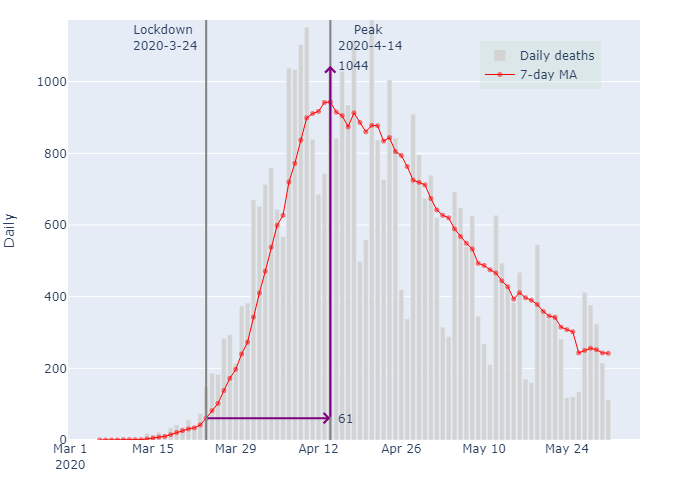 Lockdown
2020-3-24
Peak
2020-4-14
1044
Daily deaths
7-day MA
1000
800
600
400
200
0
61
Daily
Mar 1
2020
Mar 15
Mar 29
Apr 12
Apr 26
May 10
May 24